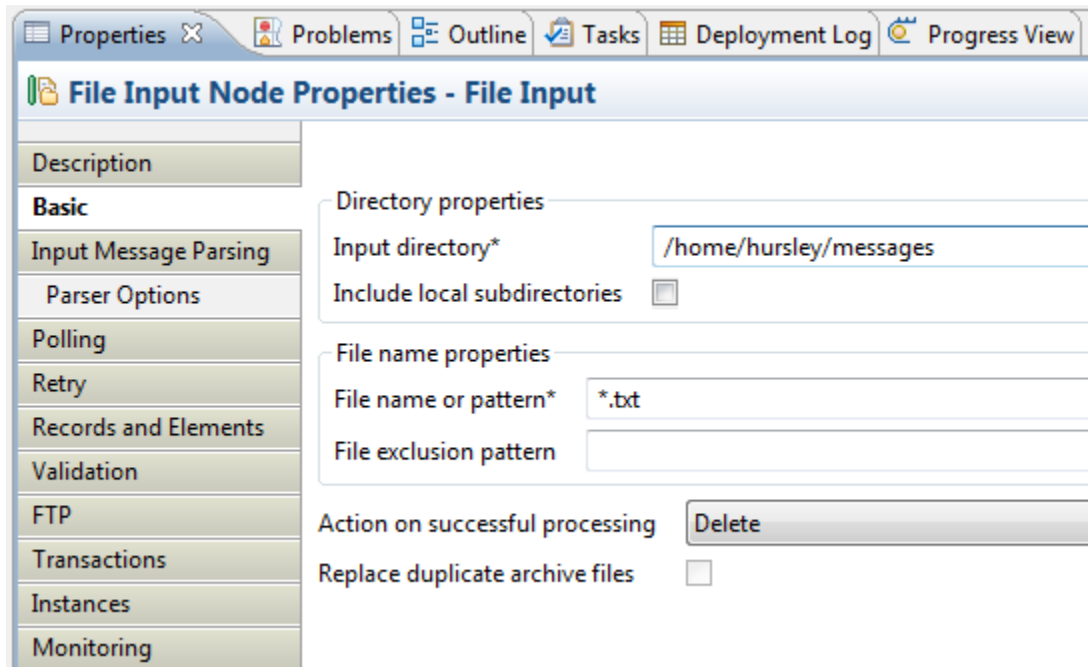 Properties Problems Outline Tasks Deployment Log Progress View
File Input Node Properties - File Input
Description
Basic
Input Message Parsing
Parser Options
Polling
Retry
Records and Elements
Validation
FTP
Transactions
Instances
Monitoring
Directory properties
Input directory* /home/hursley/messages
Include local subdirectories
File name properties
File name or pattern* *.txt
File exclusion pattern
Action on successful processing Delete
Replace duplicate archive files